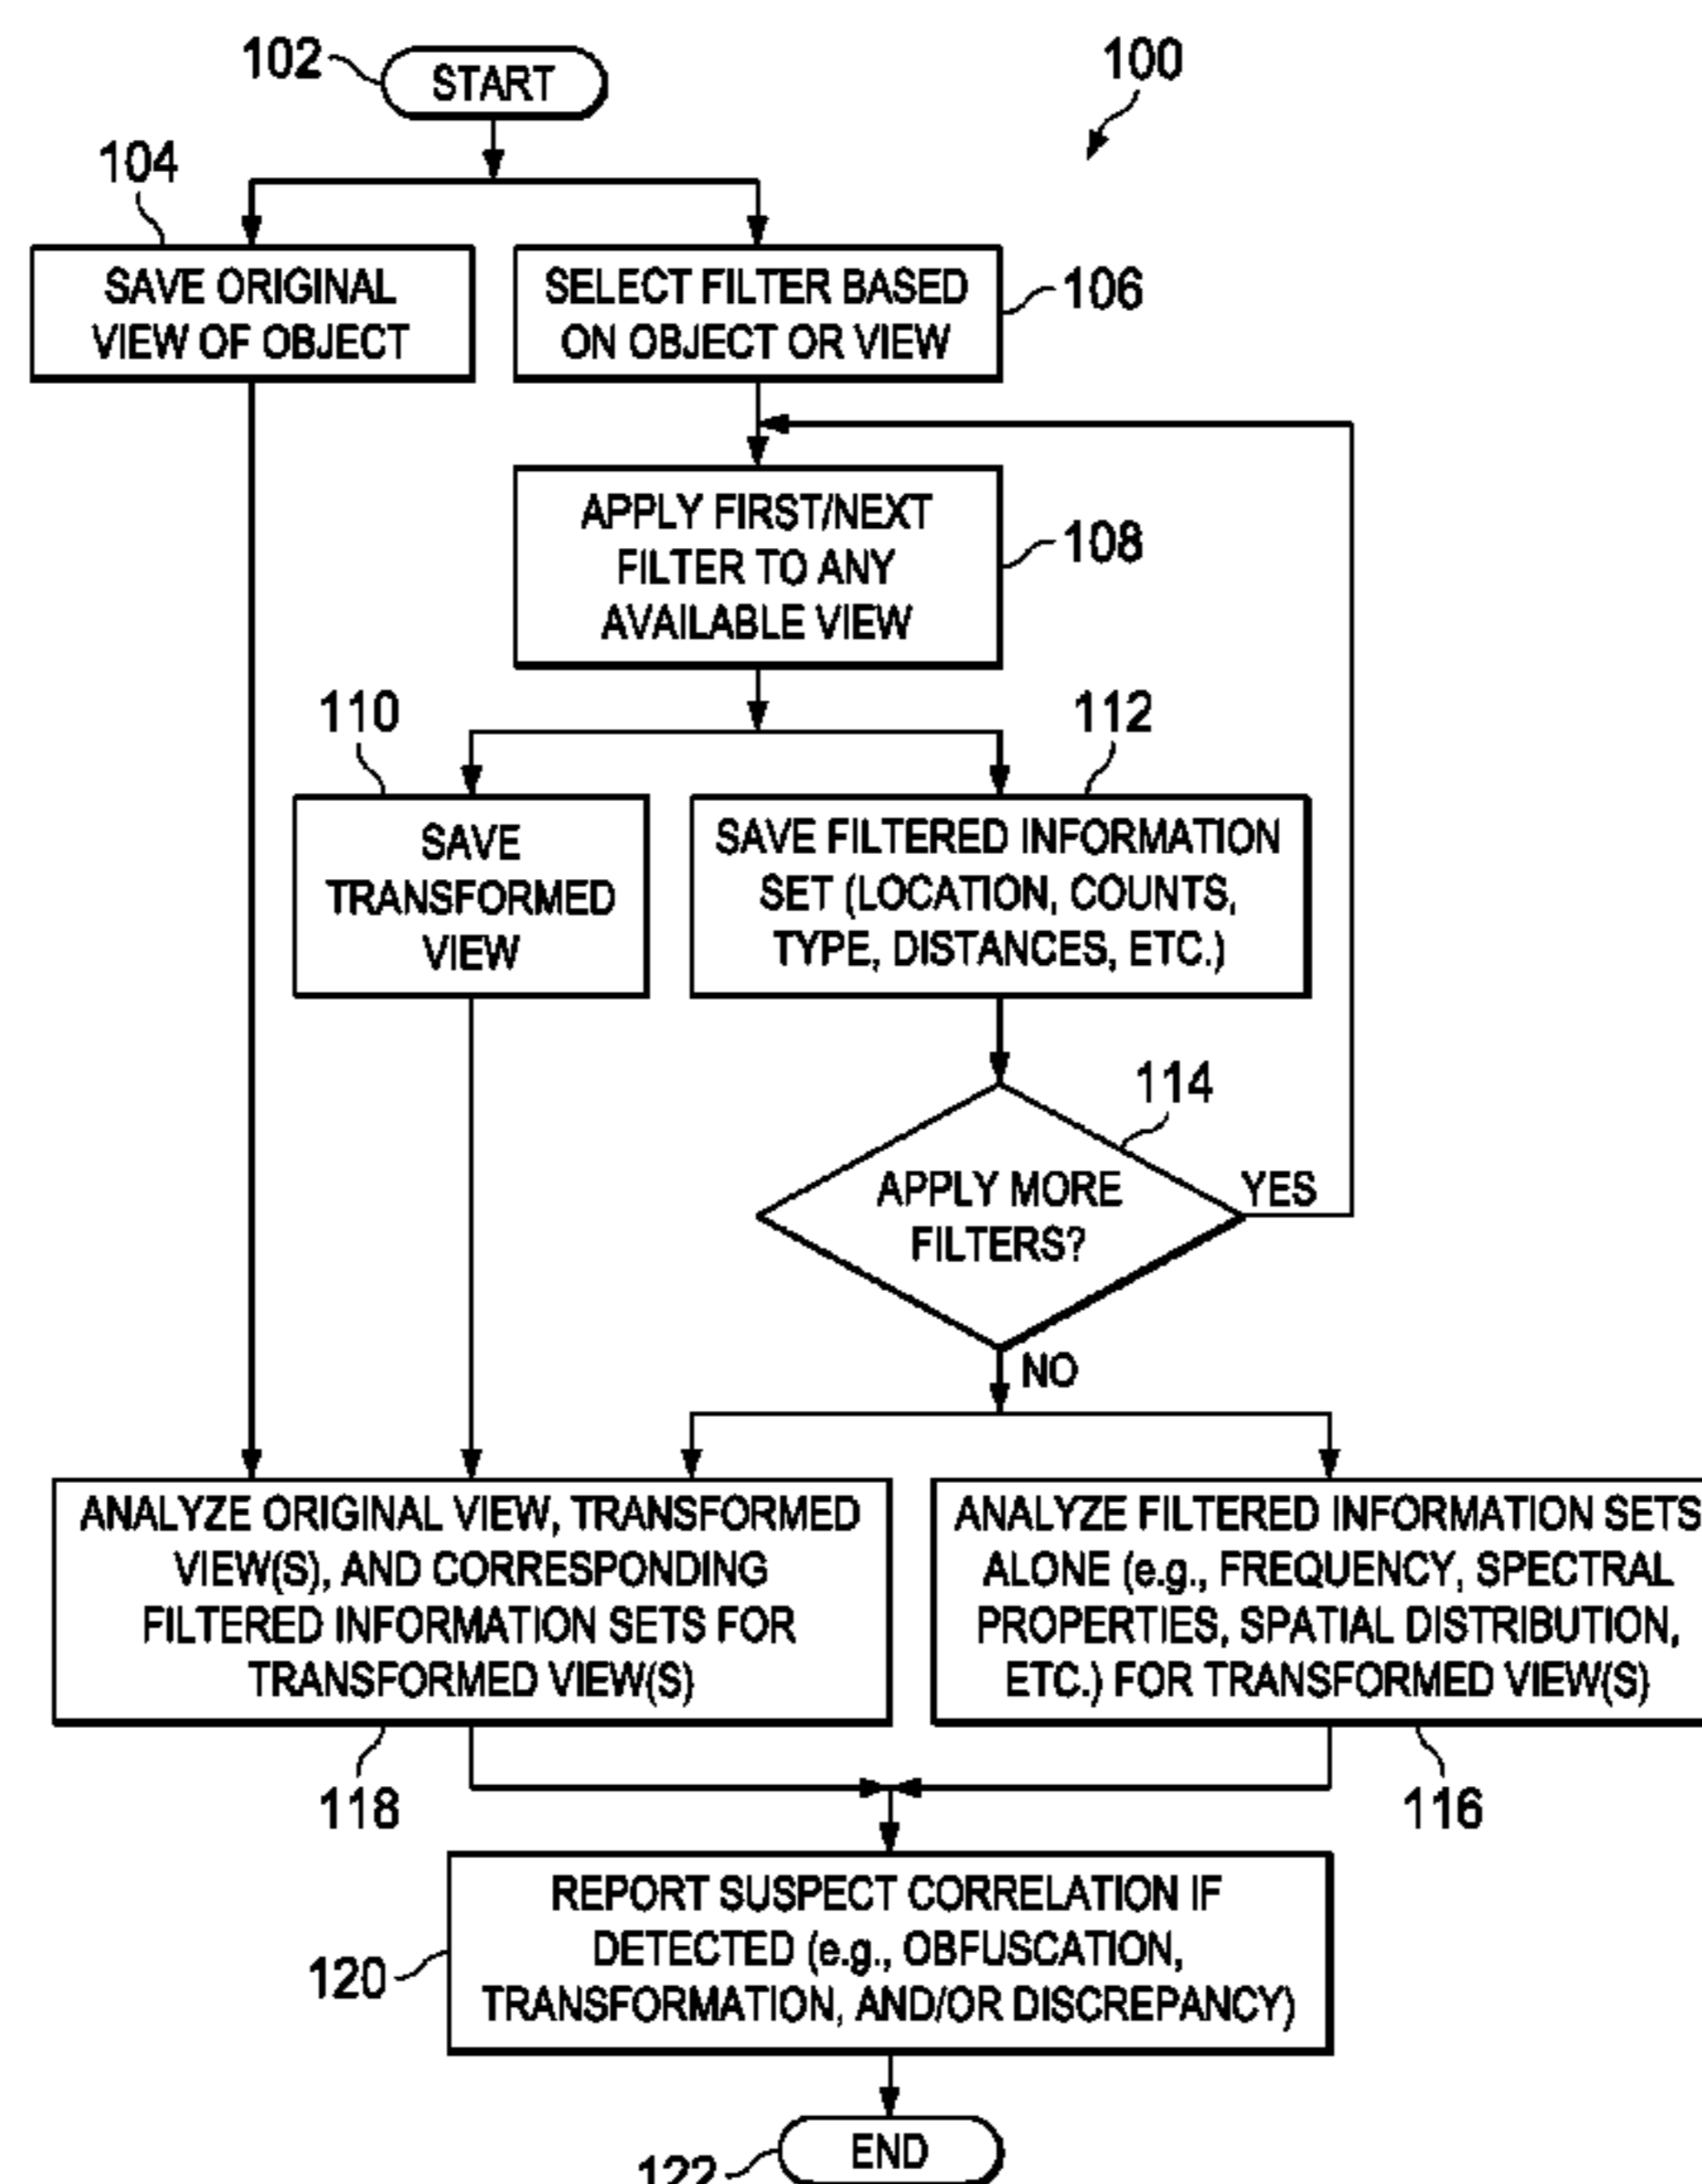 102
START
100
104
SAVE ORIGINAL
VIEW OF OBJECT
SELECT FILTER BASED
ON OBJECT OR VIEW
106
APPLY FIRST/NEXT
FILTER TO ANY
AVAILABLE VIEW
108
110
112
SAVE
TRANSFORMED
VIEW
SAVE FILTERED INFORMATION
SET (LOCATION, COUNTS,
TYPE, DISTANCES, ETC.)
114
APPLY MORE
FILTERS?
YES
NO
ANALYZE ORIGINAL VIEW, TRANSFORMED
VIEW(S), AND CORRESPONDING
FILTERED INFORMATION SETS FOR
TRANSFORMED VIEW(S)
ANALYZE FILTERED INFORMATION SETS
ALONE (e.g., FREQUENCY, SPECTRAL
PROPERTIES, SPATIAL DISTRIBUTION,
ETC.) FOR TRANSFORMED VIEW(S)
118
116
REPORT SUSPECT CORRELATION IF
DETECTED (e.g., OBFUSCATION,
TRANSFORMATION, AND/OR DISCREPANCY)
120
END
122